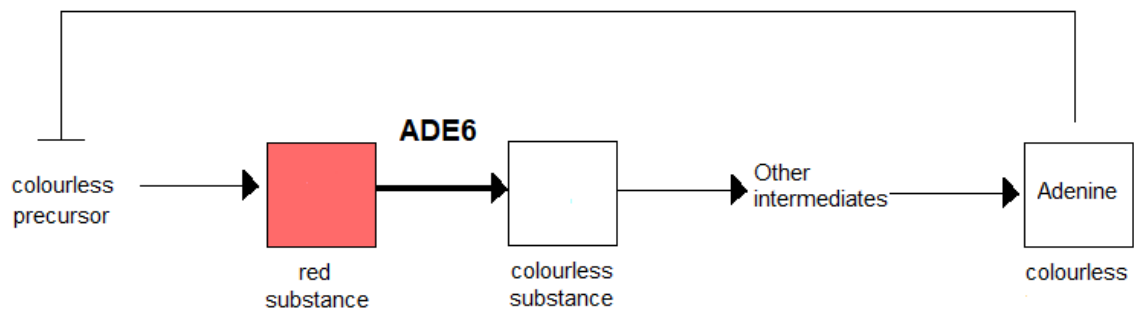 ADE6
colourless
precursor
red
substance
colourless
substance
Other
intermediates
Adenine
colourless